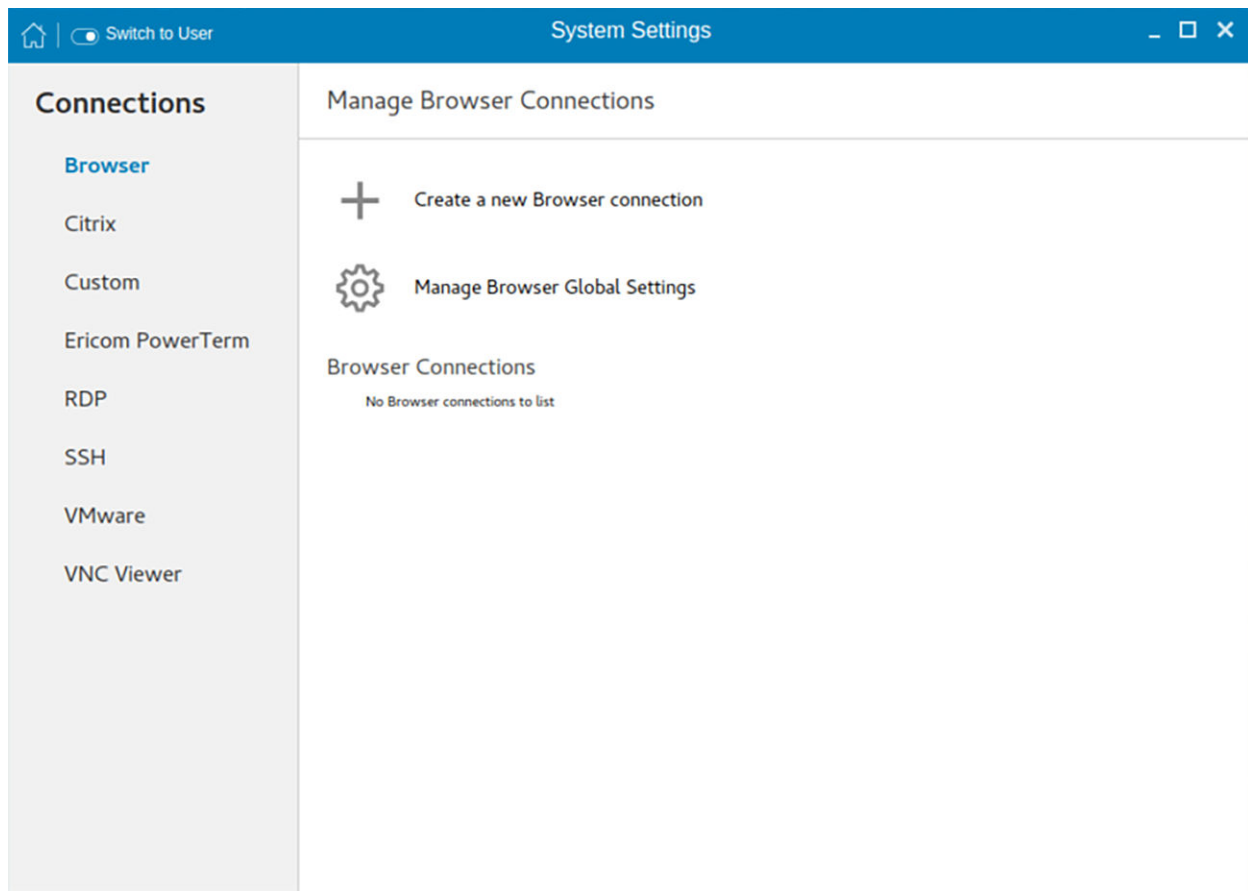 Switch to User
System Settings
Connections
Browser
Citrix
Custom
Ericom PowerTerm
RDP
SSH
VMware
VNC Viewer
Manage Browser Connections
Create a new Browser connection
Manage Browser Global Settings
Browser Connections
No Browser connections to list